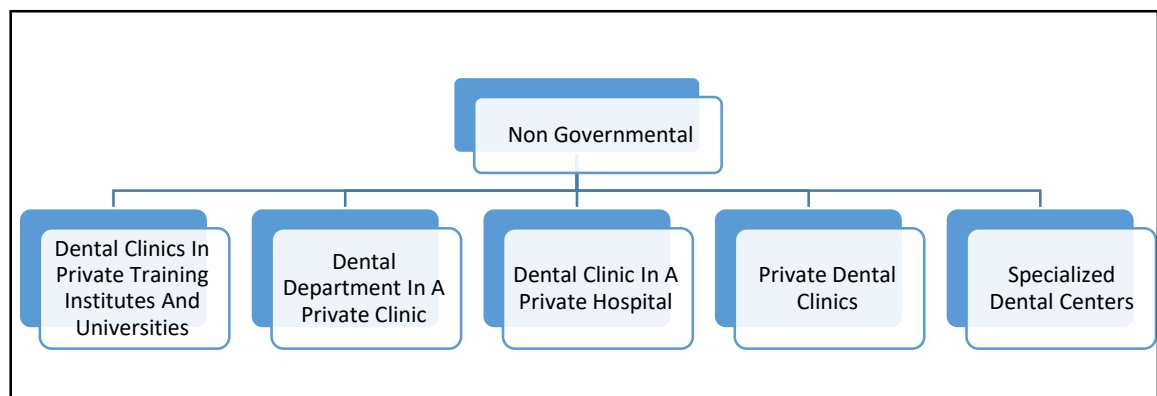 Non Governmental
Dental Clinics In
Private Training
Institutes And
Universities
Dental
Department In A
Private Clinic
Dental Clinic In A
Private Hospital
Private Dental
Clinics
Specialized
Dental Centers